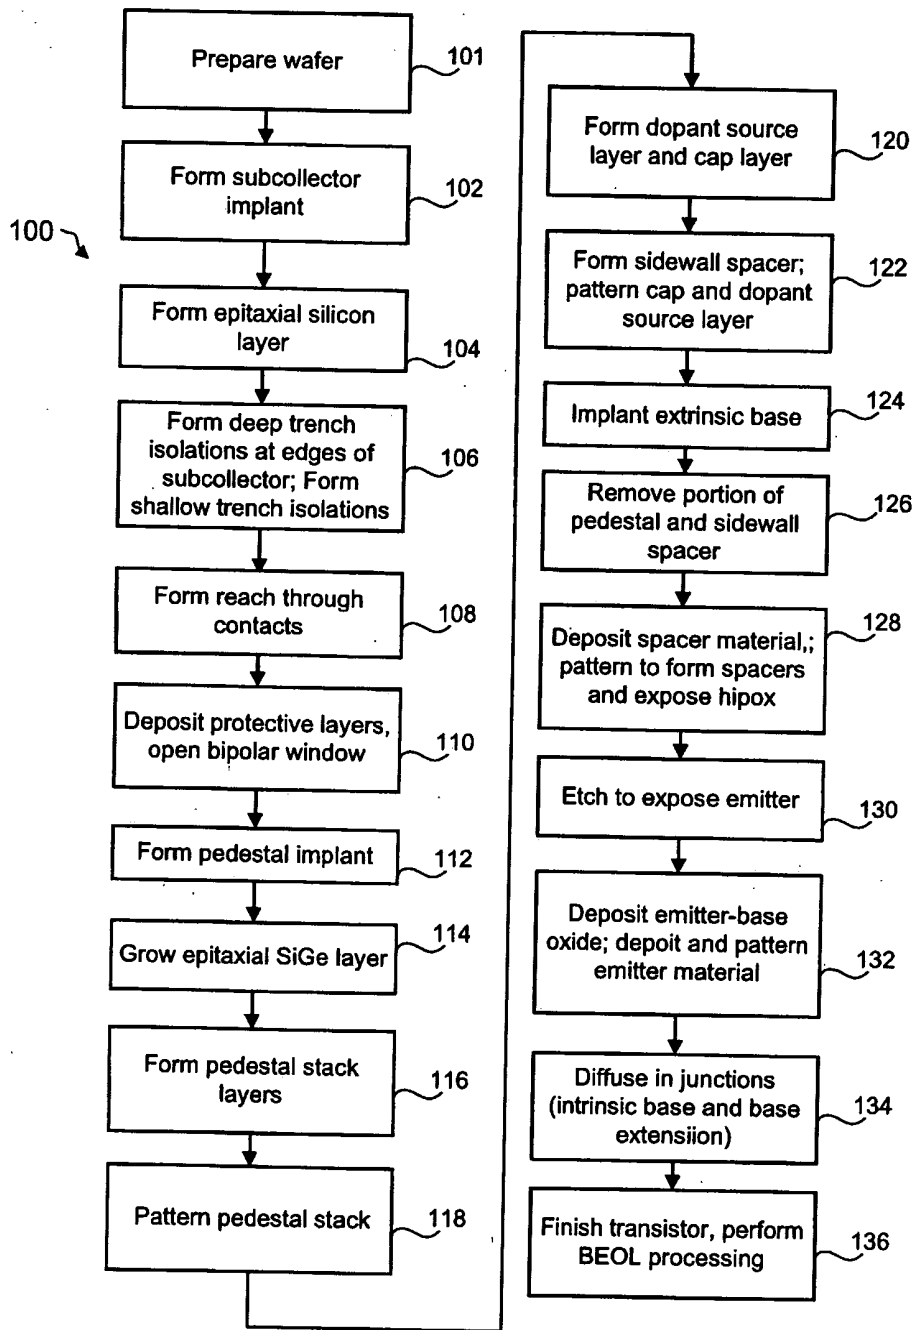 100
Prepare wafer
101
Form subcollector
implant
102
Form epitaxial silicon
layer
104
Form deep trench
isolations at edges of
subcollector; Form
shallow trench isolations
106
Form reach through
contacts
108
Deposit protective layers,
open bipolar window
110
Form pedestal implant
112
Grow epitaxial SiGe layer
114
Form pedestal stack
layers
116
Pattern pedestal stack
118
Form dopant source
layer and cap layer
120
Form sidewall spacer;
pattern cap and dopant
source layer
122
Implant extrinsic base
124
Remove portion of
pedestal and sidewall
spacer
126
Deposit spacer material,;
pattern to form spacers
and expose hipox
128
Etch to expose emitter
130
Deposit emitter-base
oxide; depoit and pattern
emitter material
132
Diffuse in junctions
(intrinsic base and base
extensiion)
134
Finish transistor, perform
BEOL processing
136